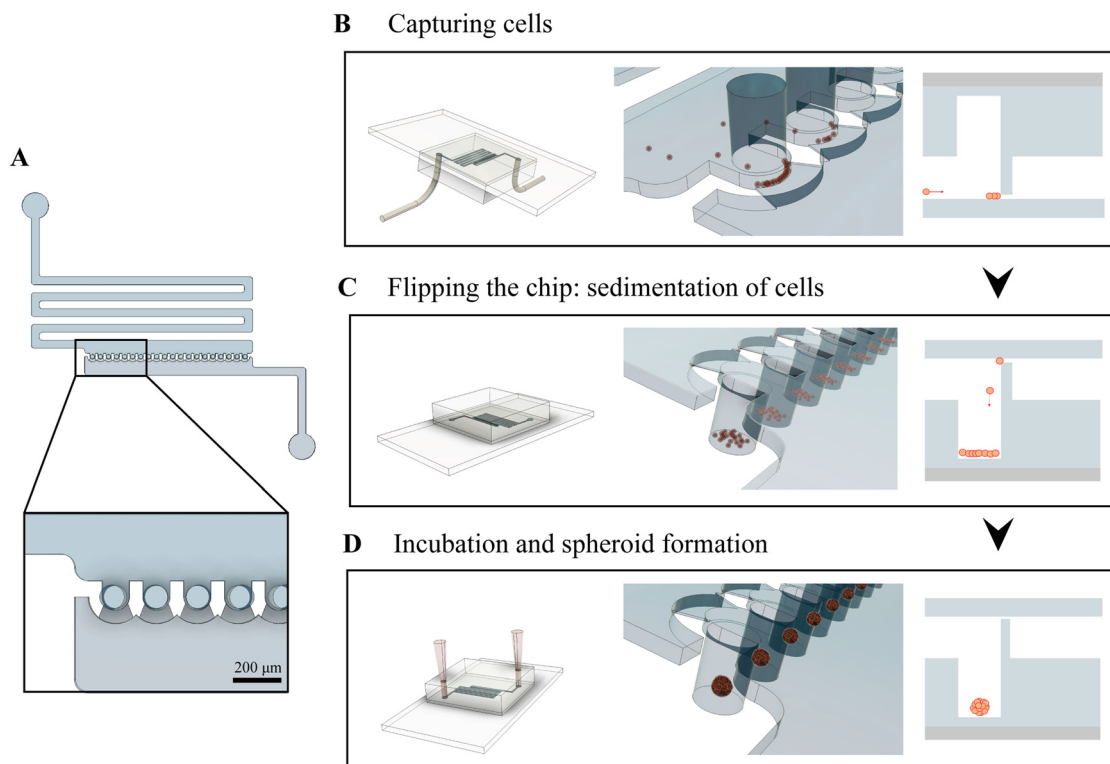 A
200 μm
B Capturing cells
C Flipping the chip: sedimentation of cells
D Incubation and spheroid formation